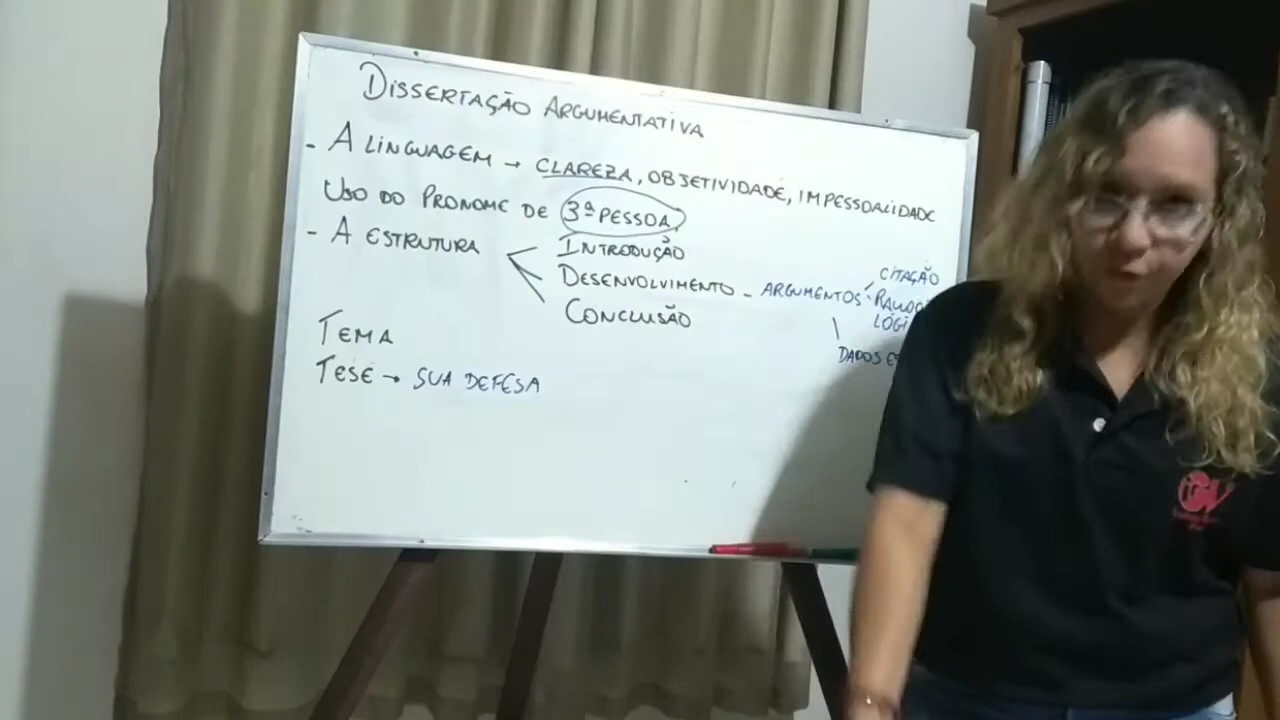 DISSERTAÇÃO ARGUMENTATIVA
- A LINGUAGEM → CLAREZA, OBJETIVIDADE, IMPESSOALIDADE
USO DO PRONOME DE 3ª PESSOA
- A ESTRUTURA
INTRODUÇÃO
DESENVOLVIMENTO - ARGUMENTOS
CONCLUSÃO
CITAÇÃO
DADOS
TEMA
TESE → SUA DEFESA